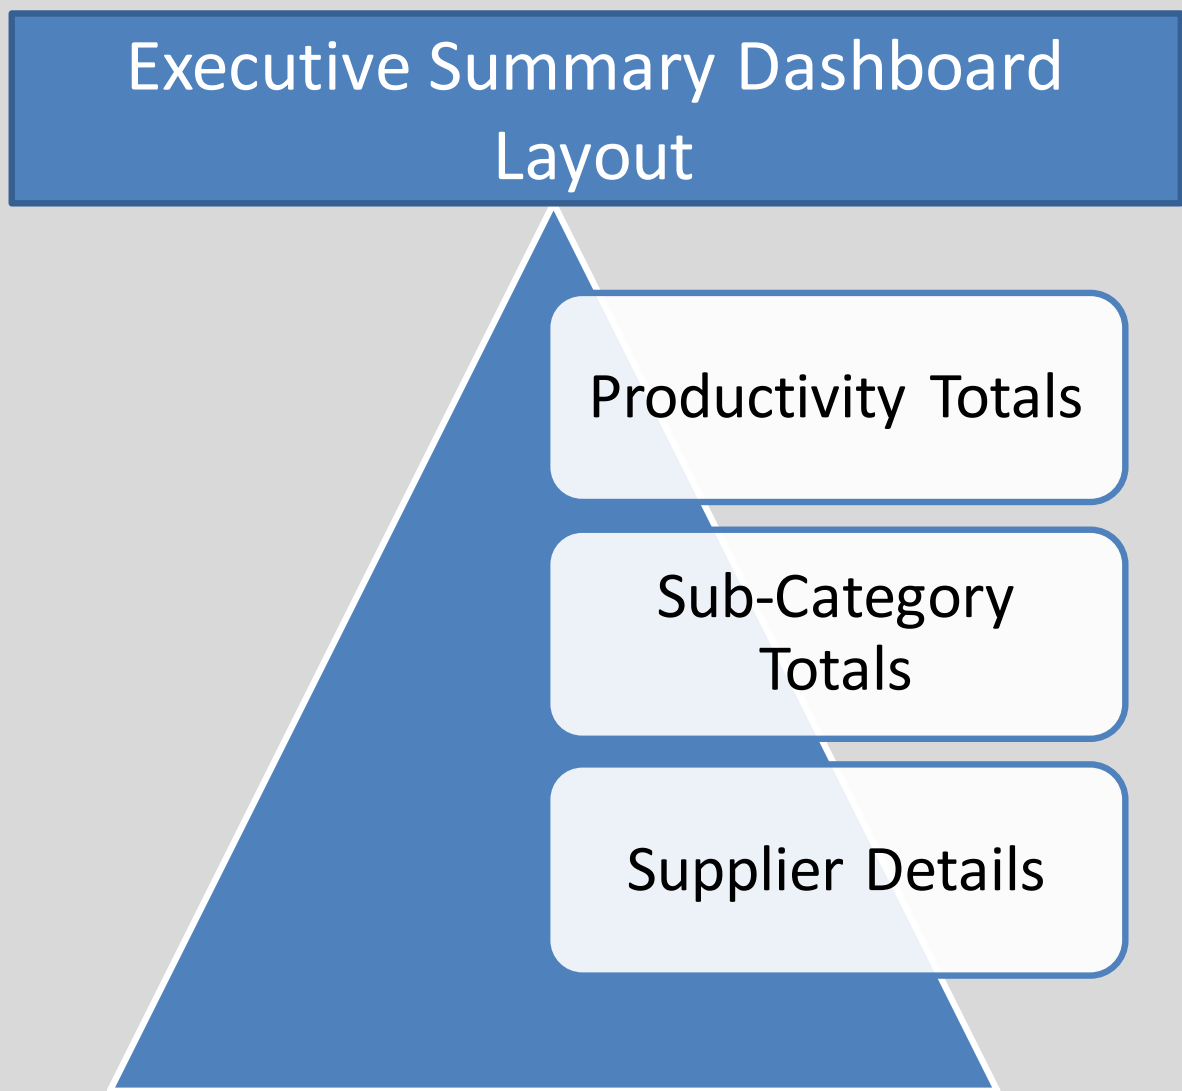 Executive Summary Dashboard
Layout
Productivity Totals
Sub-Category
Totals
Supplier Details